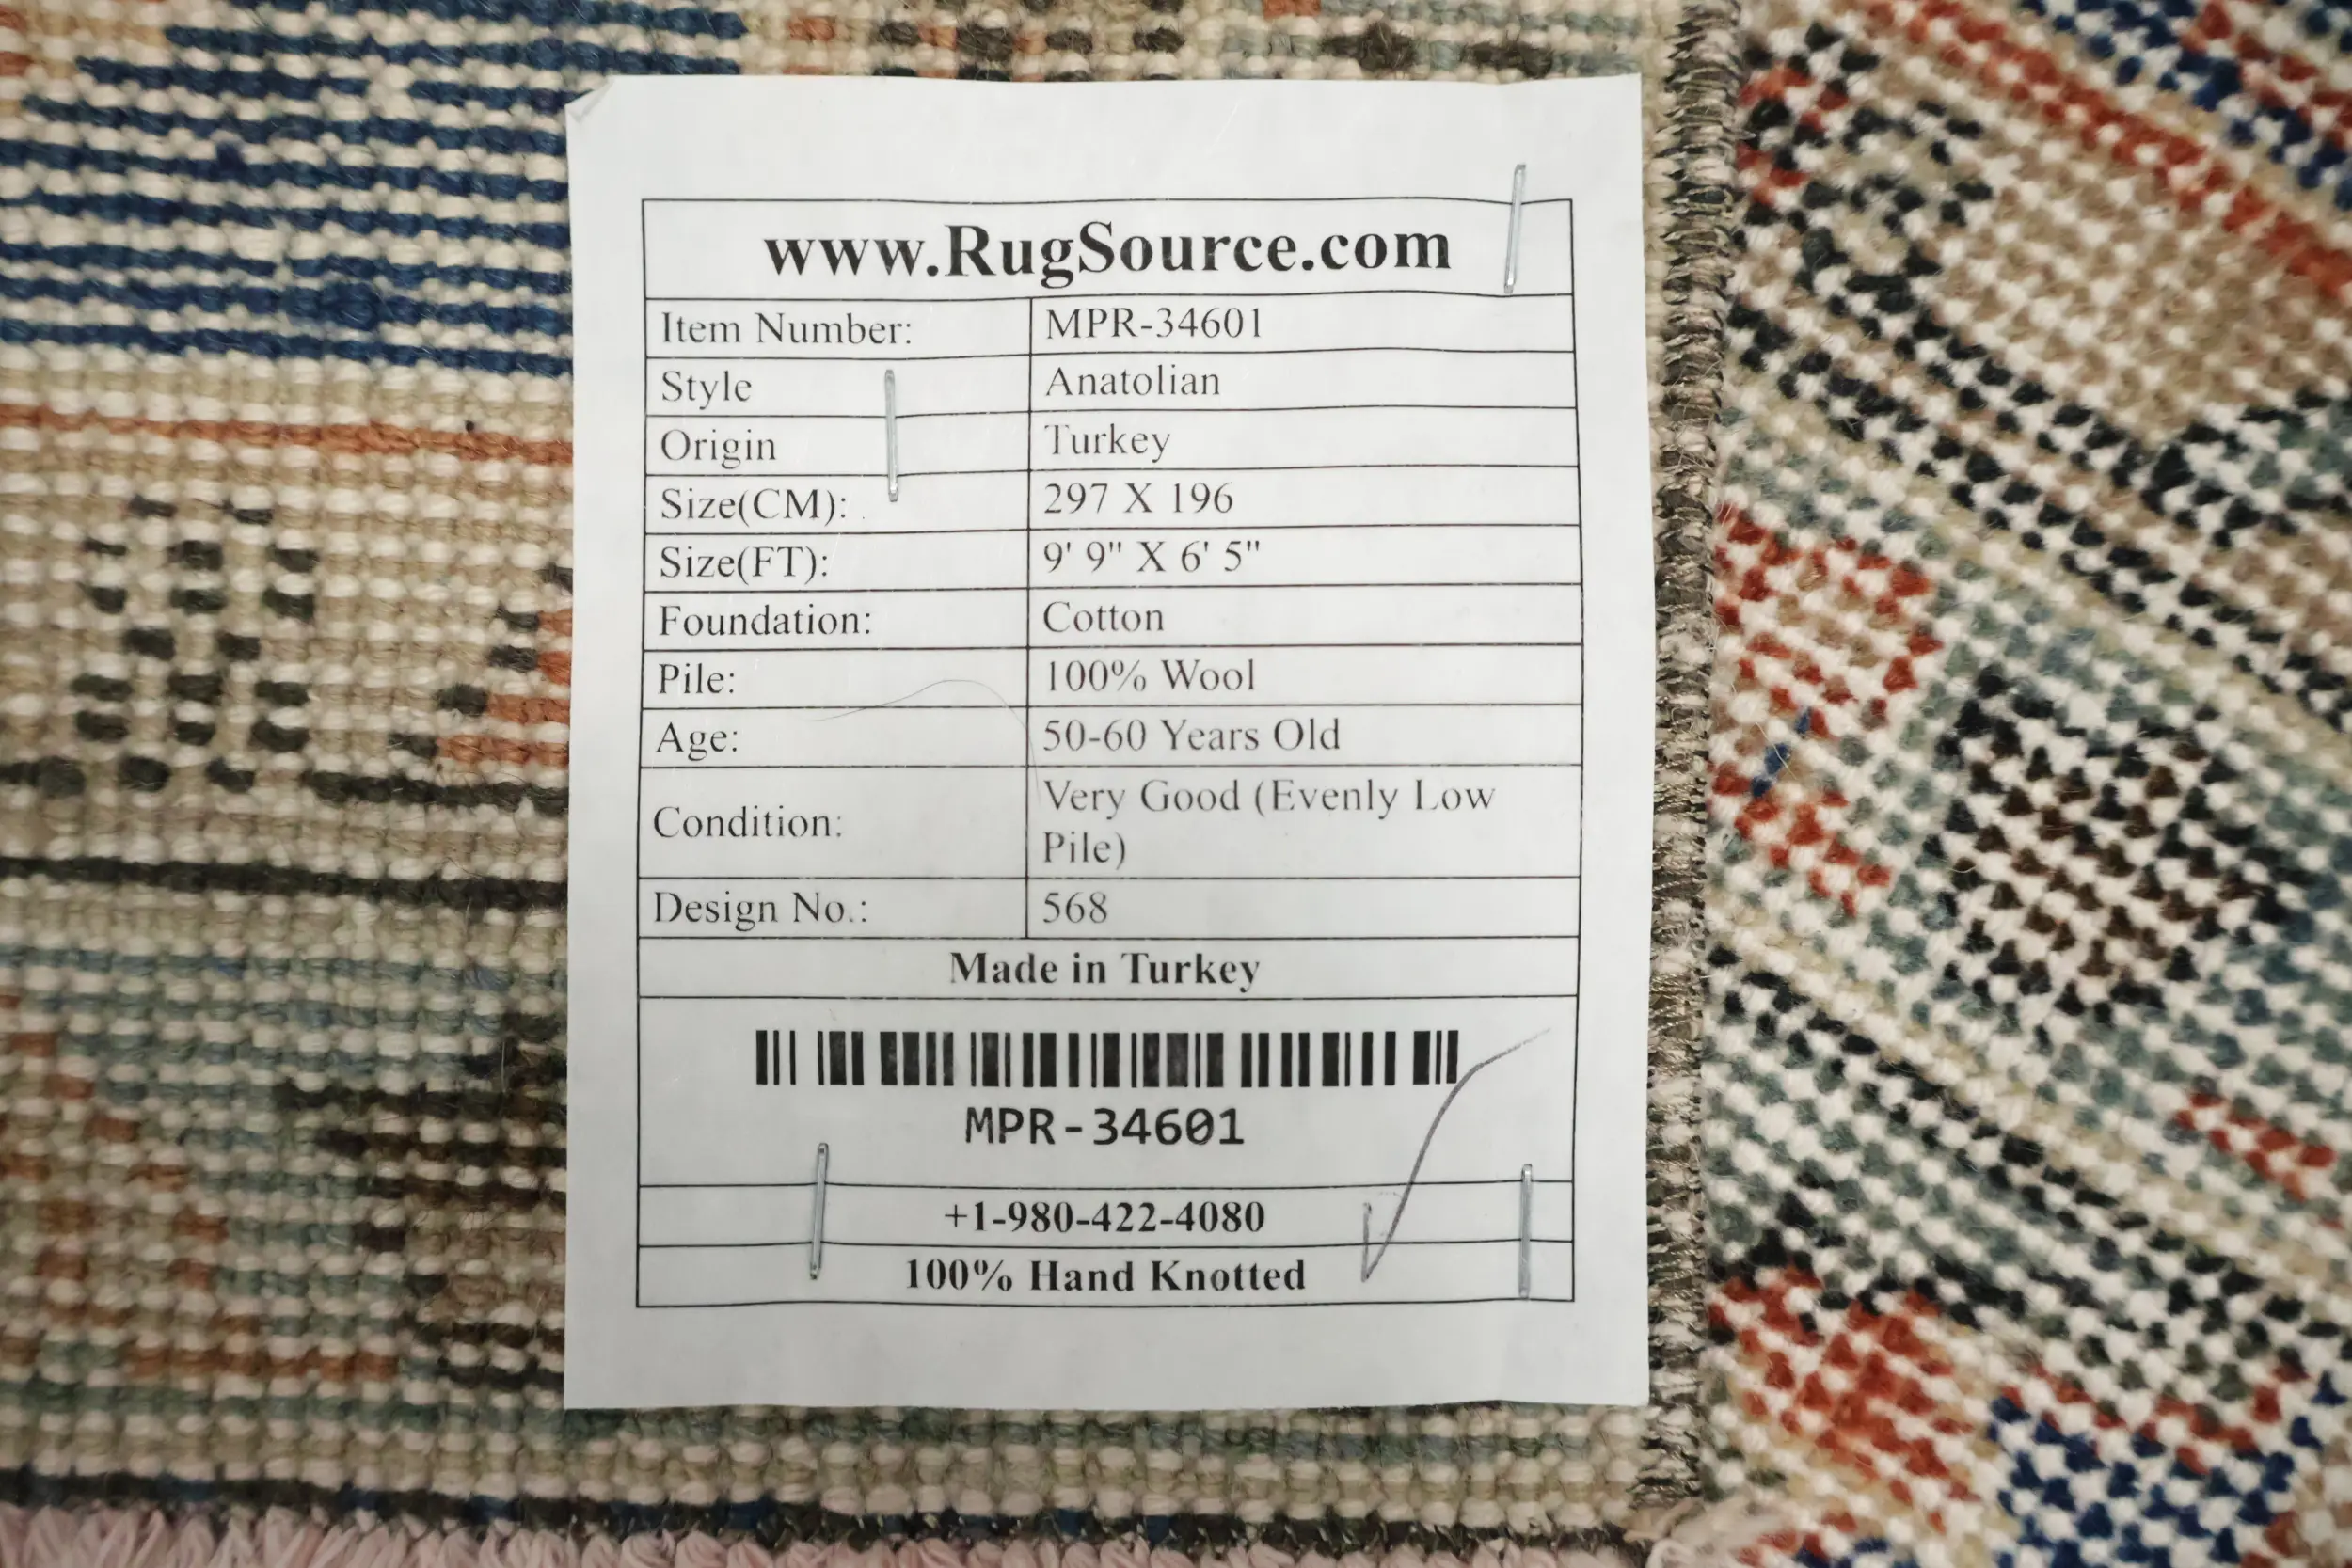 www.RugSource.com
Item Number: MPR-34601
Style Anatolian
Origin Turkey
Size(CM): 297 X 196
Size(FT): 9' 9" X 6' 5"
Foundation: Cotton
Pile: 100% Wool
Age: 50-60 Years Old
Condition: Very Good (Evenly Low
Pile)
Design No.: 568
Made in Turkey
MPR-34601
+1-980-422-4080
100% Hand Knotted